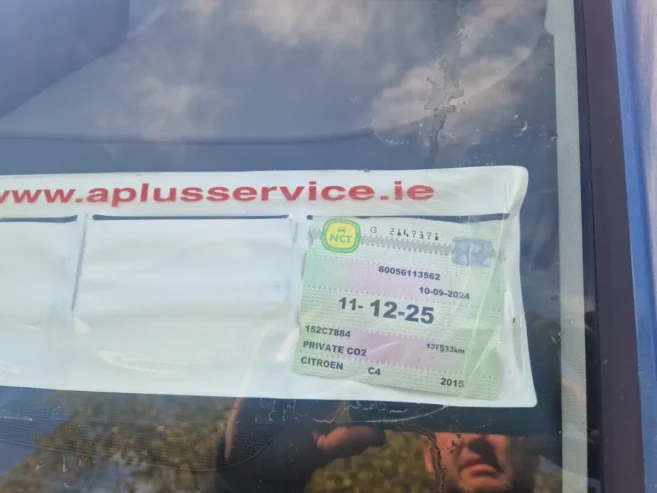 www.aplusservice.ie
NCT G 2147371
60056113562
10-09-2024
11-12-25
152C7884
137533km
PRIVATE CO2
CITROEN C4 2015